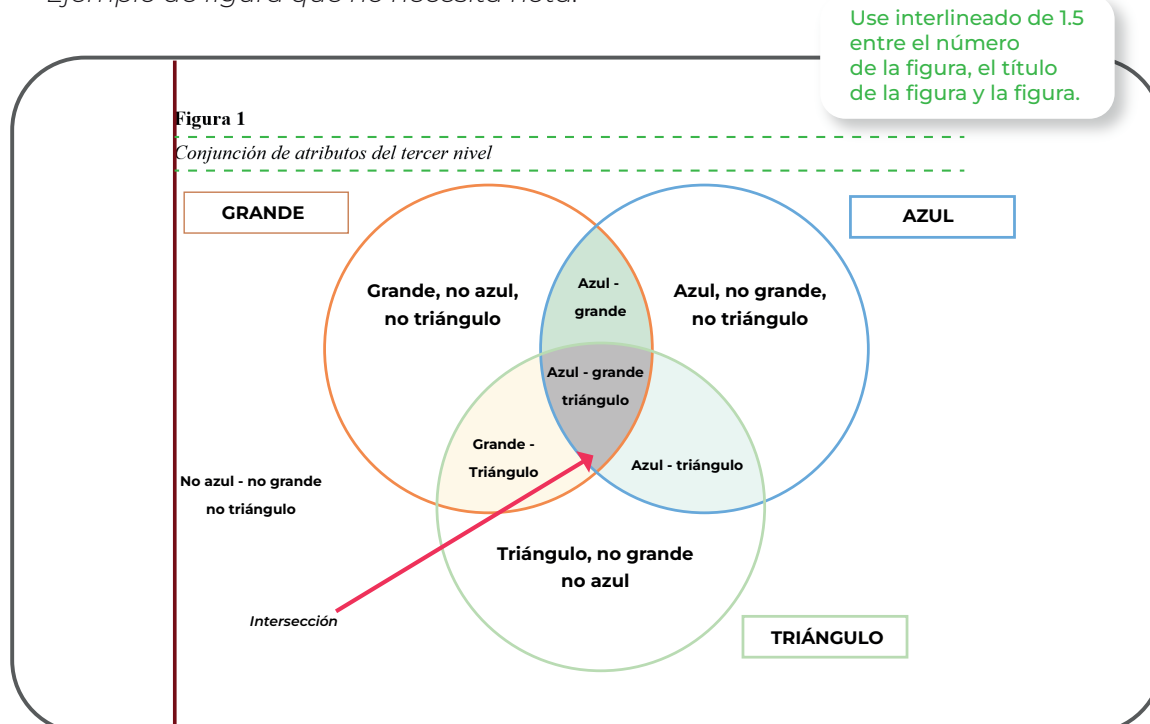 Ejemplo de figura que no necesita nota.
Use interlineado de 1.5
entre el número
de la figura, el título
de la figura y la figura.
Figura 1
Conjunción de atributos del tercer nivel
GRANDE
AZUL
Grande, no azul,
no triángulo
Azul -
grande
Azul, no grande,
no triángulo
Azul - grande
triángulo
Grande -
Triángulo
Azul - triángulo
No azul - no grande
no triángulo
Triángulo, no grande
no azul
Intersección
TRIÁNGULO